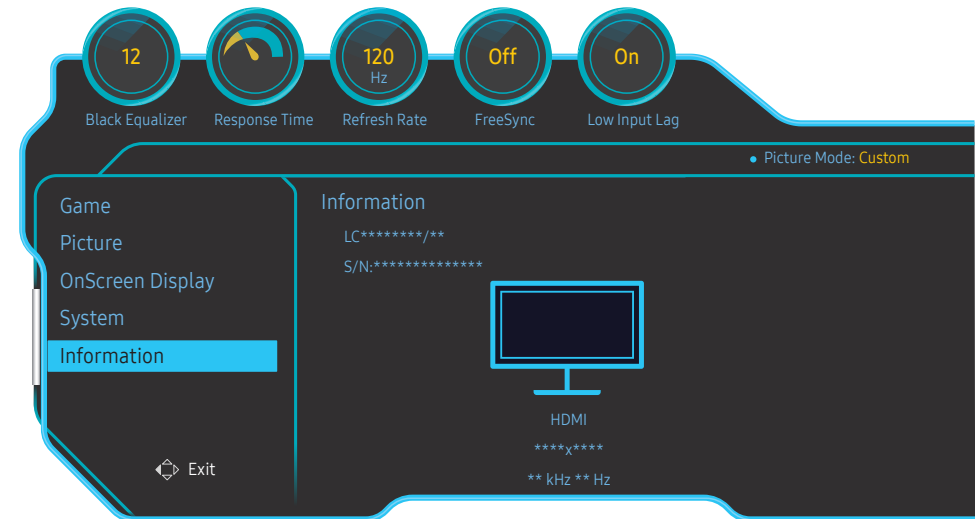 12
120
Hz
Off
On
Black Equalizer
Response Time
Refresh Rate
FreeSync
Low Input Lag
● Picture Mode: Custom
Game
Picture
OnScreen Display
System
Information
Exit
Information
LC********/**
S/N:**************
HDMI
****x****
** kHz ** Hz